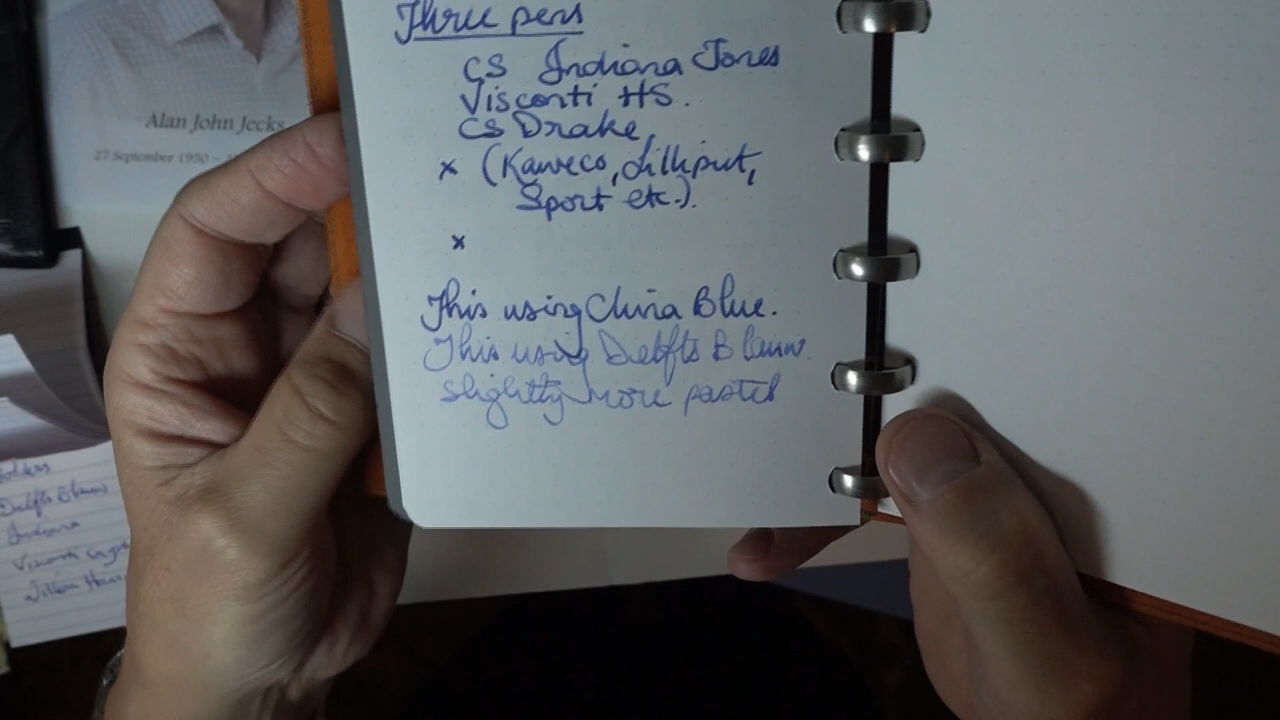 Three pens
CS Indiana Jones
Visconti HS.
CS Drake,
x (Kaweco, Lilliput,
Sport etc.).
x
This using China Blue.
This using Delfts Blauw.
slightly more pastel
Alan John Jecks
27 September 1950 –
Delfts Blauw
Indiana
Visconti